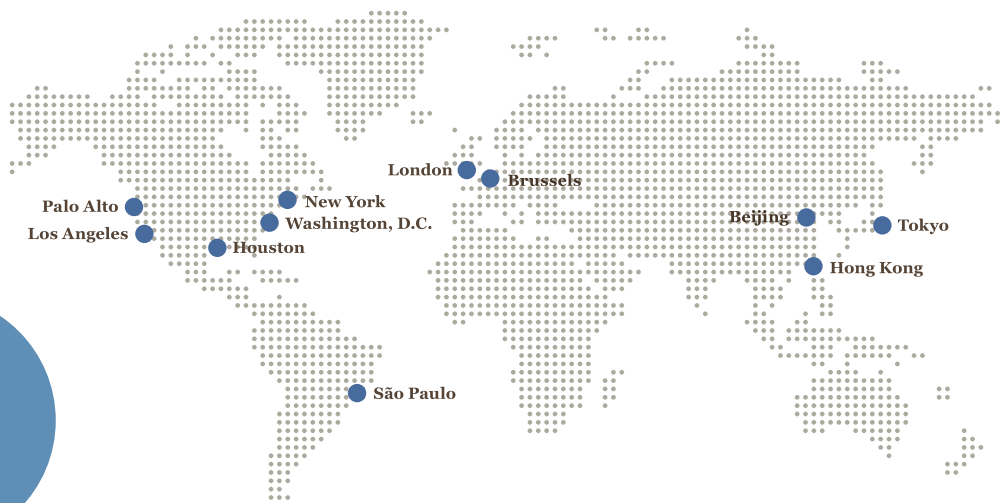 London
Brussels
Palo Alto
New York
Beijing
Washington, D.C.
Tokyo
Los Angeles
Houston
Hong Kong
São Paulo